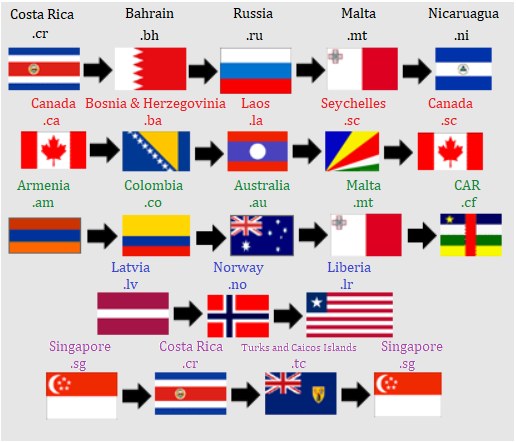 Costa Rica Bahrain Russia Malta Nicaragua
.cr .bh .ru .mt .ni
Canada Bosnia & Herzegovinia Laos Seychelles Canada
.ca .ba .la .sc .sc
Armenia Colombia Australia Malta CAR
.am .co .au .mt .cf
Latvia Norway Liberia
.lv .no .lr
Singapore Costa Rica Turks and Caicos Islands Singapore
.sg .cr .tc .sg